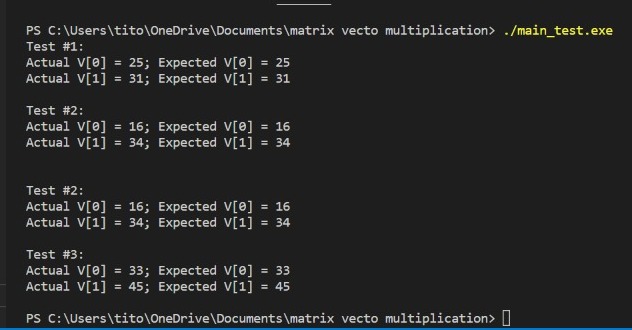 PS C:\Users\tito\OneDrive\Documents\matrix vecto multiplication> ./main_test.exe
Test #1:
Actual V[0] = 25; Expected V[0] = 25
Actual V[1] = 31; Expected V[1] = 31
Test #2:
Actual V[0] = 16; Expected V[0] = 16
Actual V[1] = 34; Expected V[1] = 34
Test #2:
Actual V[0] = 16; Expected V[0] = 16
Actual V[1] = 34; Expected V[1] = 34
Test #3:
Actual V[0] = 33; Expected V[0] = 33
Actual V[1] = 45; Expected V[1] = 45
PS C:\Users\tito\OneDrive\Documents\matrix vecto multiplication>